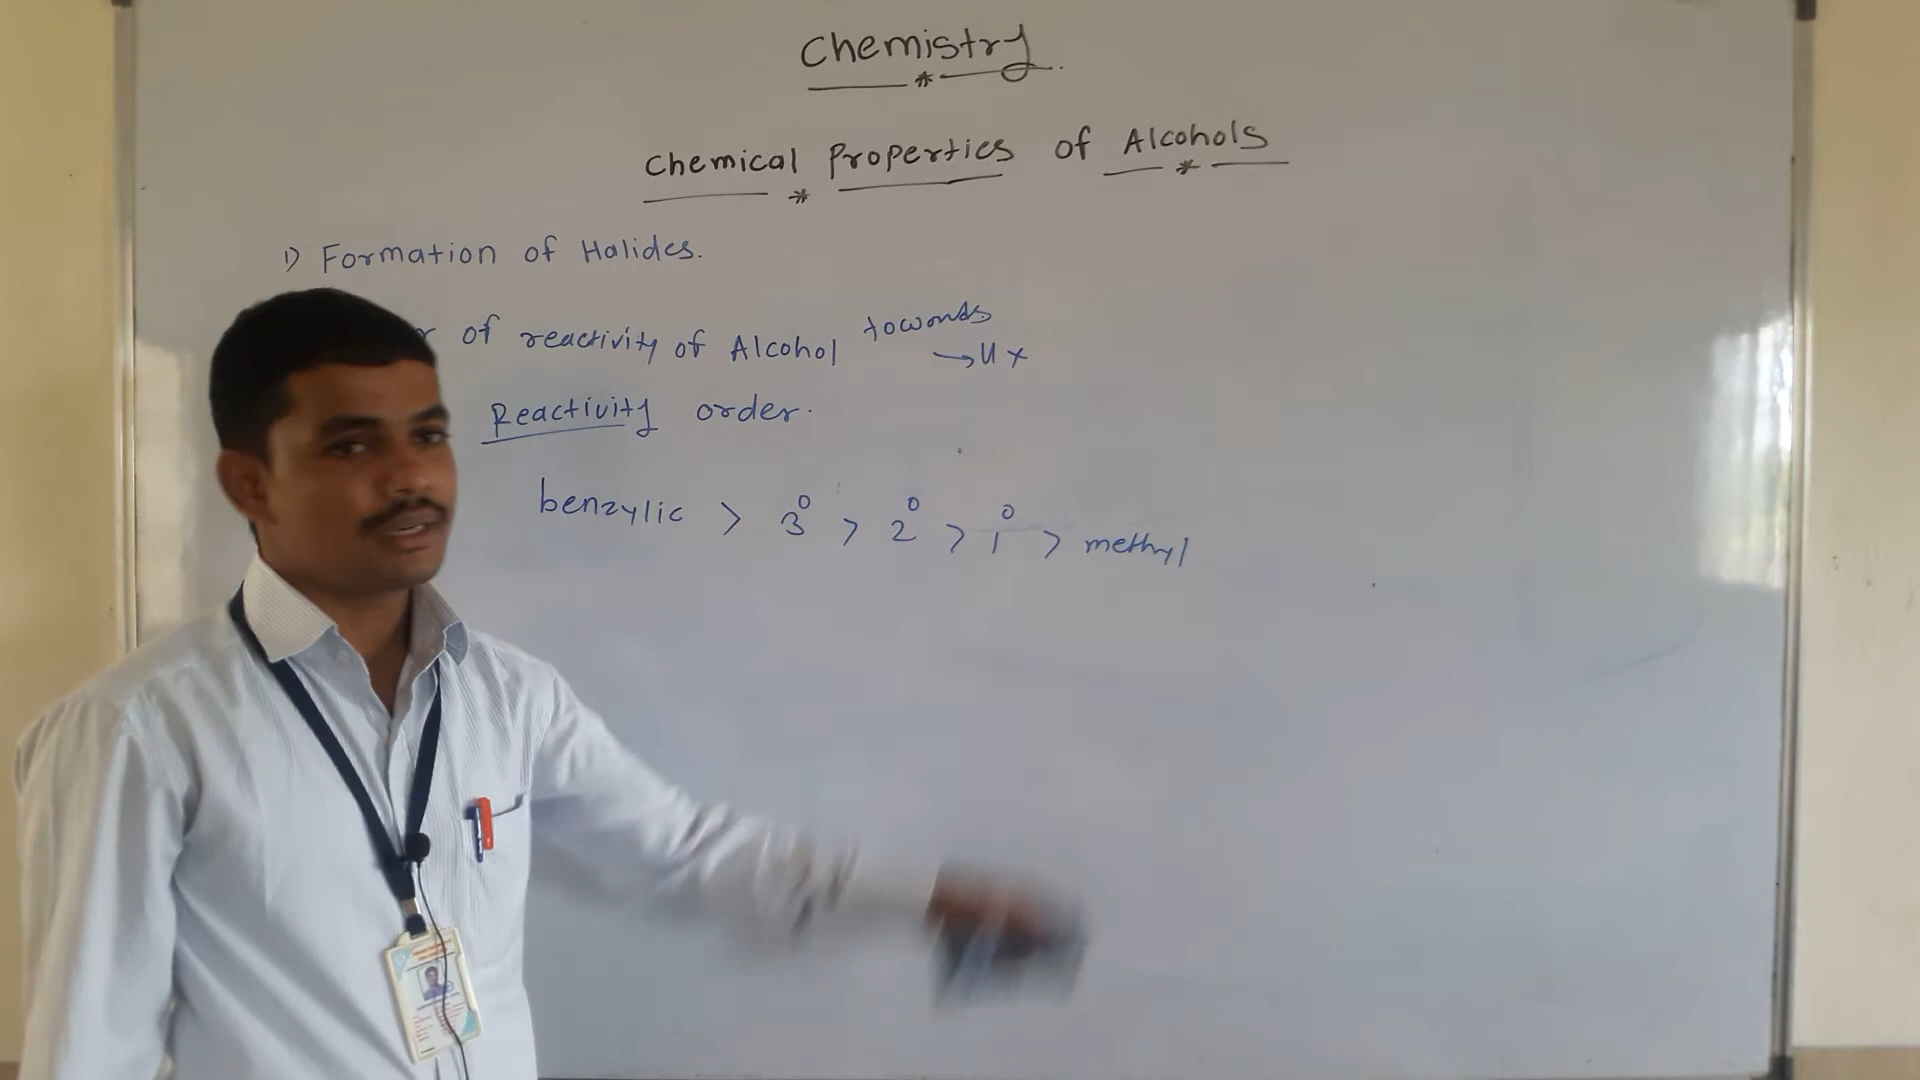 Chemistry
Chemical Properties of Alcohols
1) Formation of Halides.
of reactivity of Alcohol towards
→ H x
Reactivity order.
benzylic > 3° > 2° > 1° > methyl